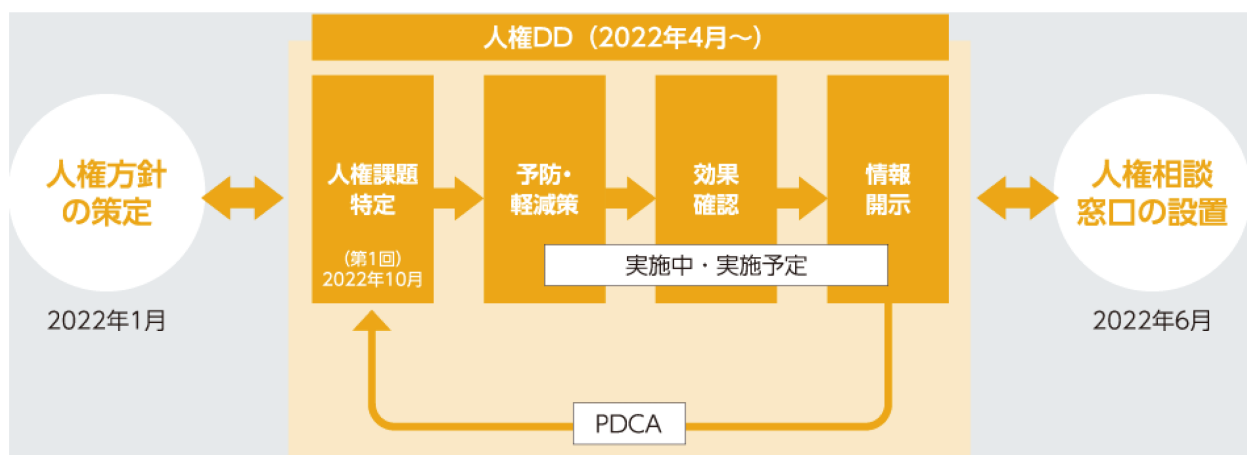 人権DD（2022年4月～）
人権方針
の策定
2022年1月
人権課題
特定
（第1回）
2022年10月
予防・
軽減策
効果
確認
情報
開示
実施中・実施予定
PDCA
人権相談
窓口の設置
2022年6月